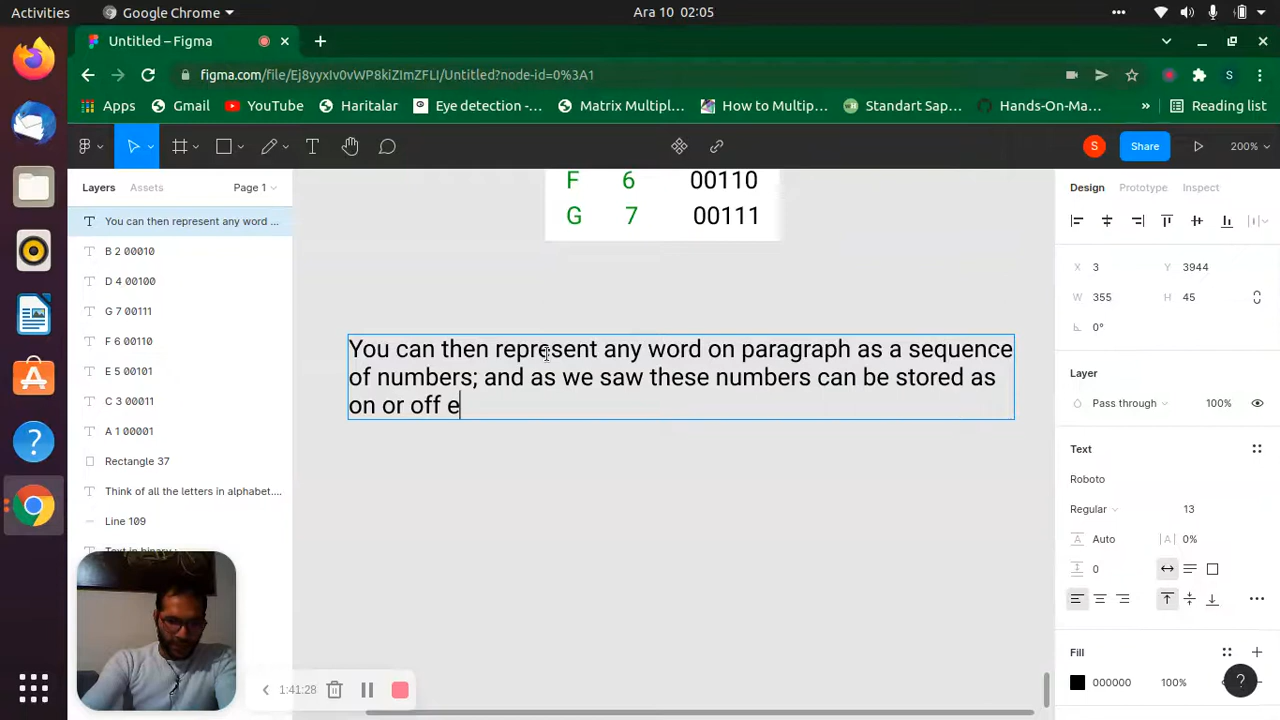 Activities
Google Chrome
Ara 10 02:05
Untitled – Figma
figma.com/file/Ej8yyxIv0vWP8kiZImZFLI/Untitled?node-id=0%3A1
S
Apps
Gmail
YouTube
Haritalar
Eye detection -...
Matrix Multipl...
How to Multip...
Standart Sap...
Hands-On-Ma...
»
Reading list
S
Share
200%
Layers
Assets
Page 1
You can then represent any word ...
B 2 00010
D 4 00100
G 7 00111
F 6 00110
E 5 00101
C 3 00011
A 1 00001
Rectangle 37
Think of all the letters in alphabet....
Line 109
Text in binary :
F 6 00110
G 7 00111
You can then represent any word on paragraph as a sequence
of numbers; and as we saw these numbers can be stored as
on or off e
1:41:28
Design
Prototype
Inspect
X 3
Y 3944
W 355
H 45
0°
Layer
Pass through
100%
Text
Roboto
Regular
13
Auto
0%
0
Fill
000000
100%
?